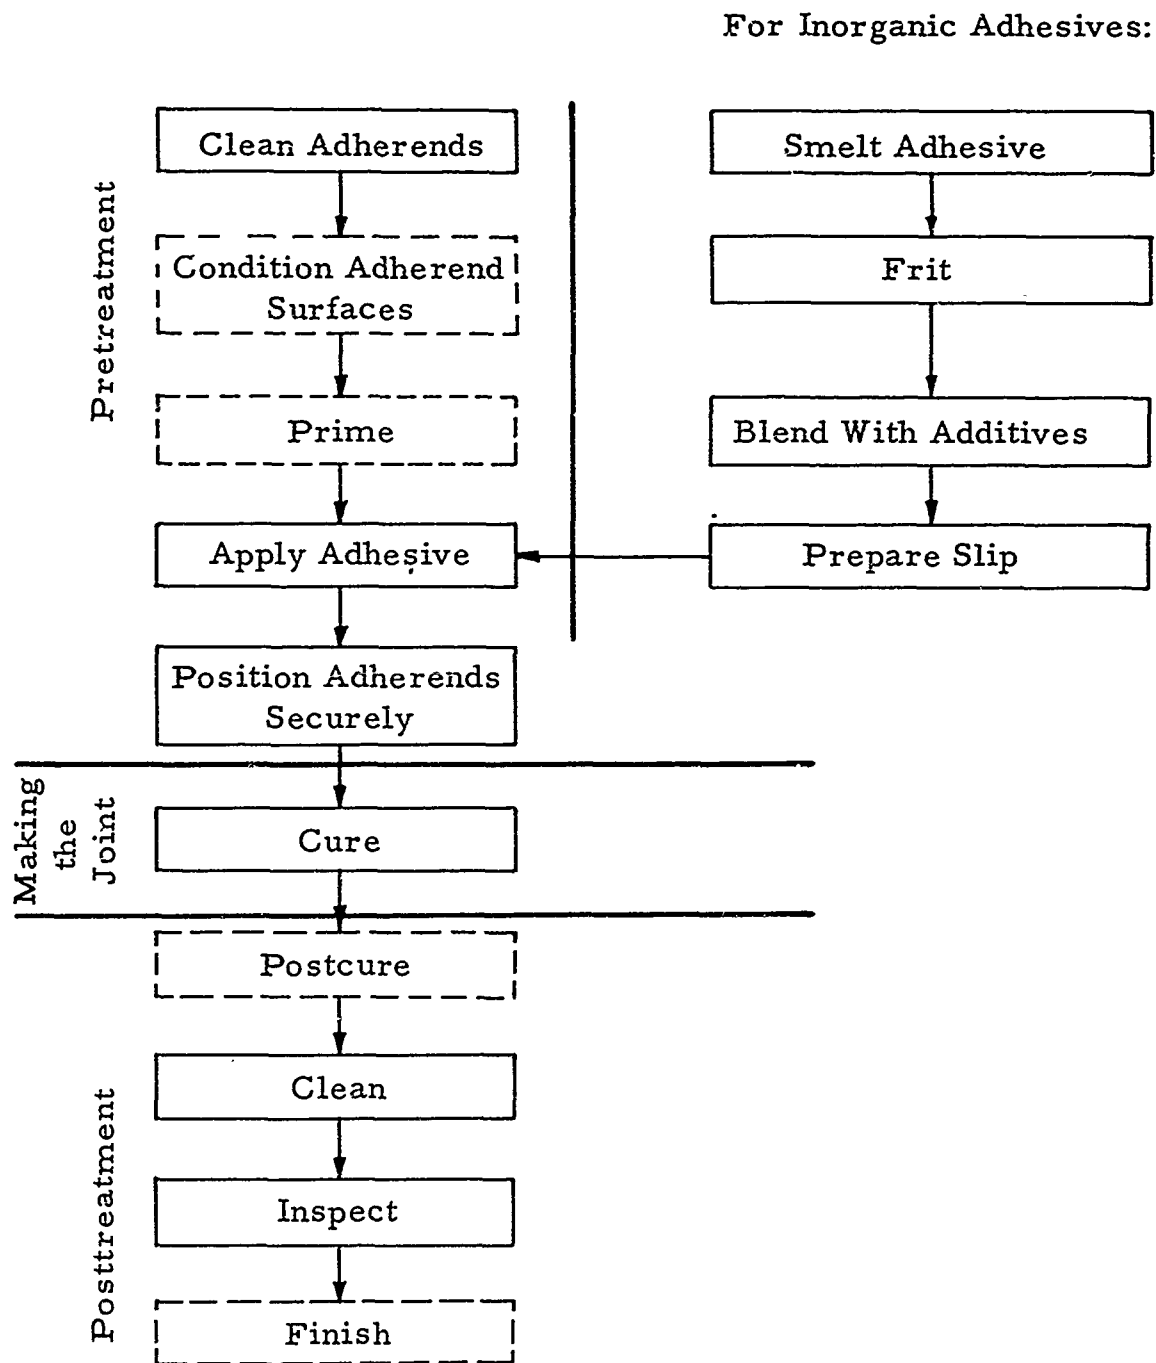 For Inorganic Adhesives:
Pretreatment
Clean Adherends
Condition Adherend
Surfaces
Prime
Apply Adhesive
Position Adherends
Securely
Smelt Adhesive
Frit
Blend With Additives
Prepare Slip
Making
the
Joint
Cure
Posttreatment
Postcure
Clean
Inspect
Finish